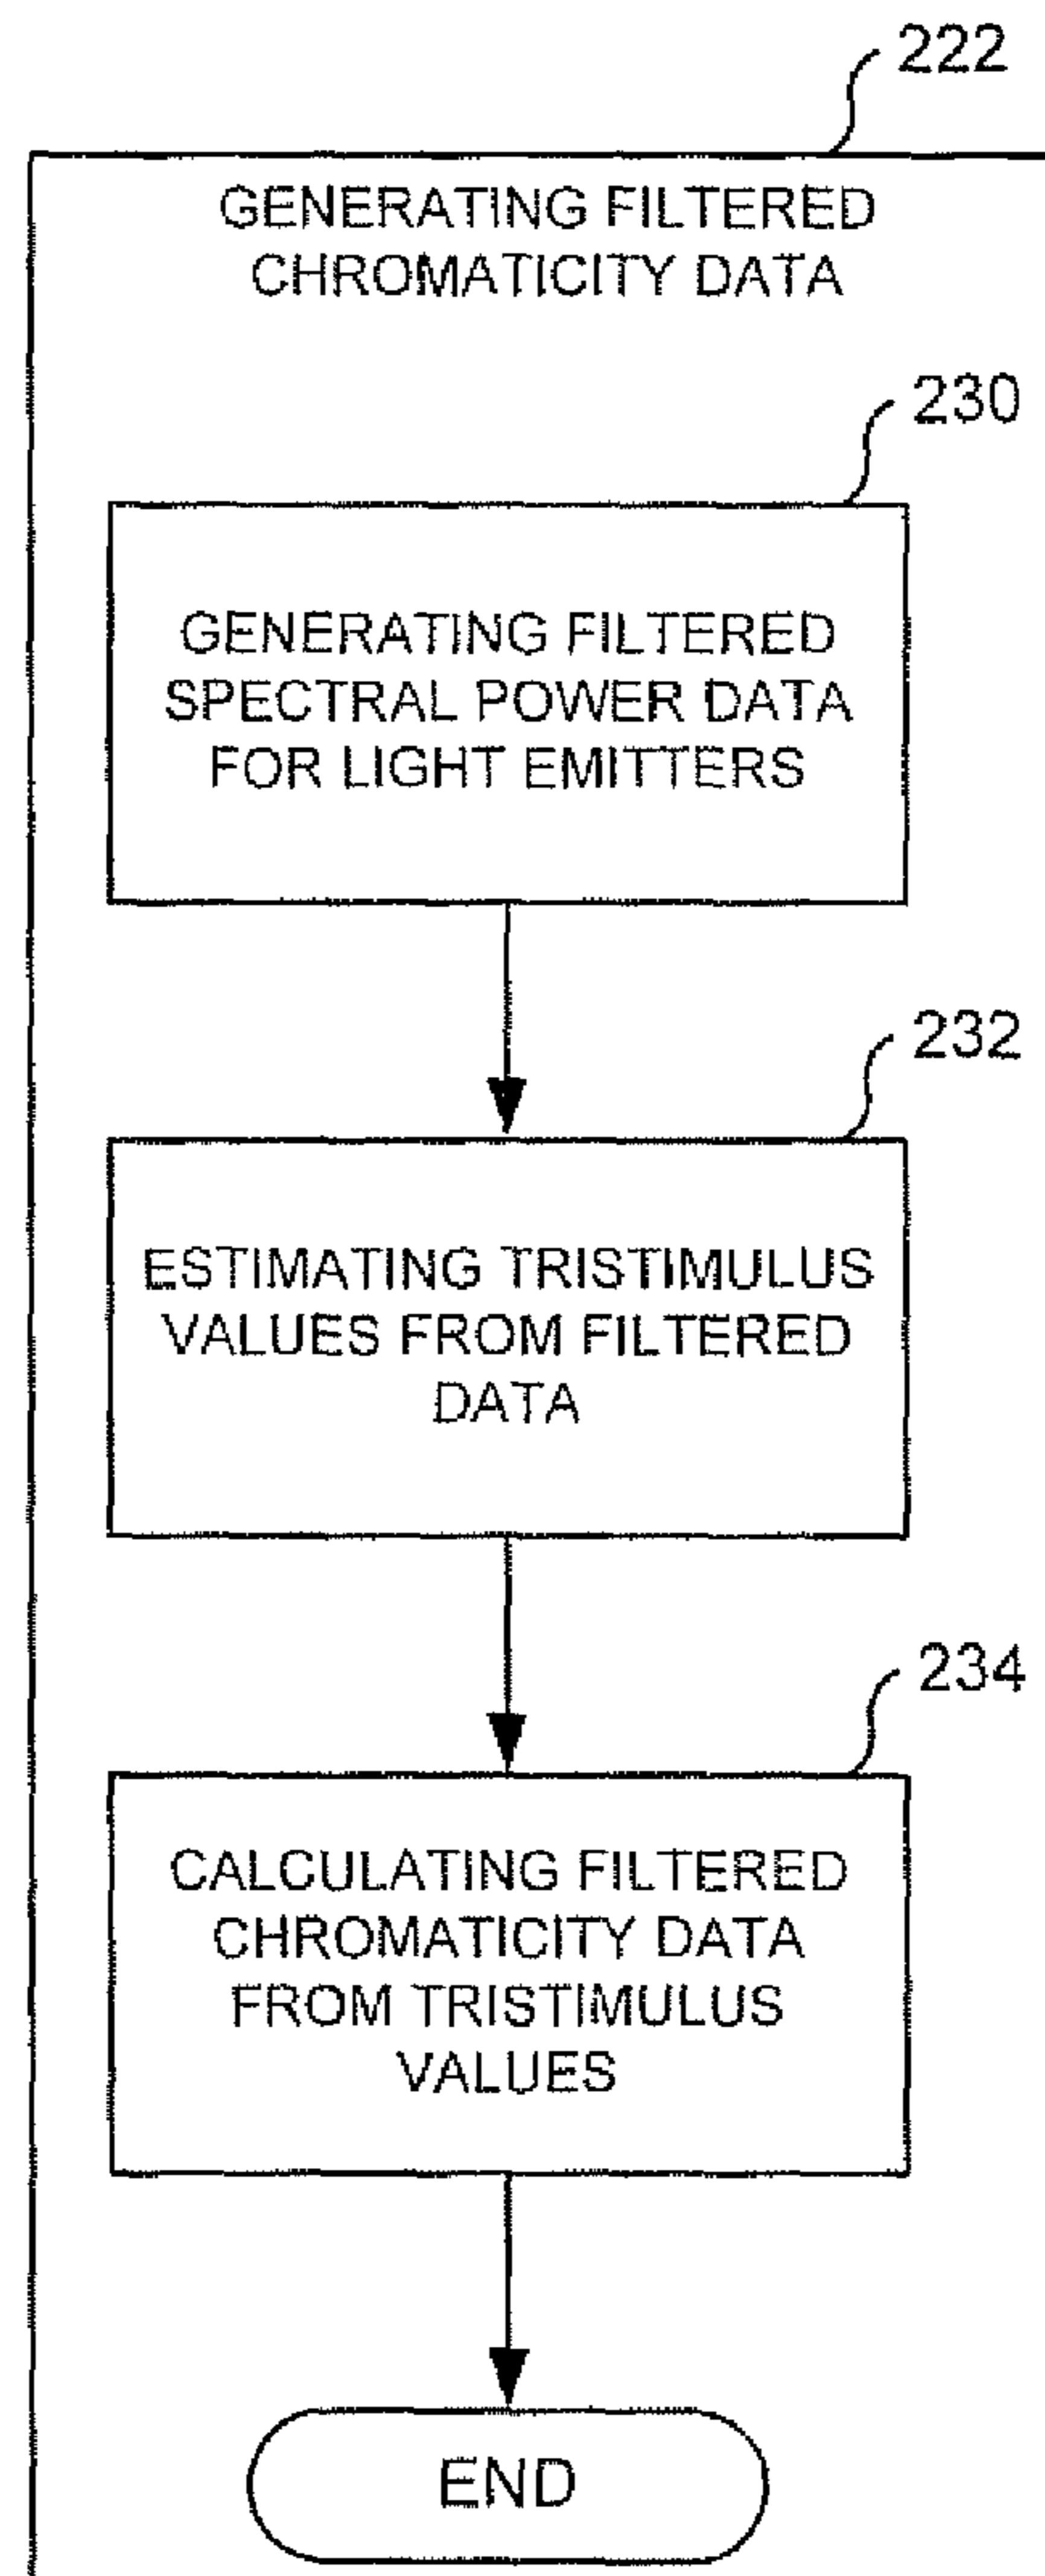 222
GENERATING FILTERED
CHROMATICITY DATA
230
GENERATING FILTERED
SPECTRAL POWER DATA
FOR LIGHT EMITTERS
232
ESTIMATING TRISTIMULUS
VALUES FROM FILTERED
DATA
234
CALCULATING FILTERED
CHROMATICITY DATA
FROM TRISTIMULUS
VALUES
END